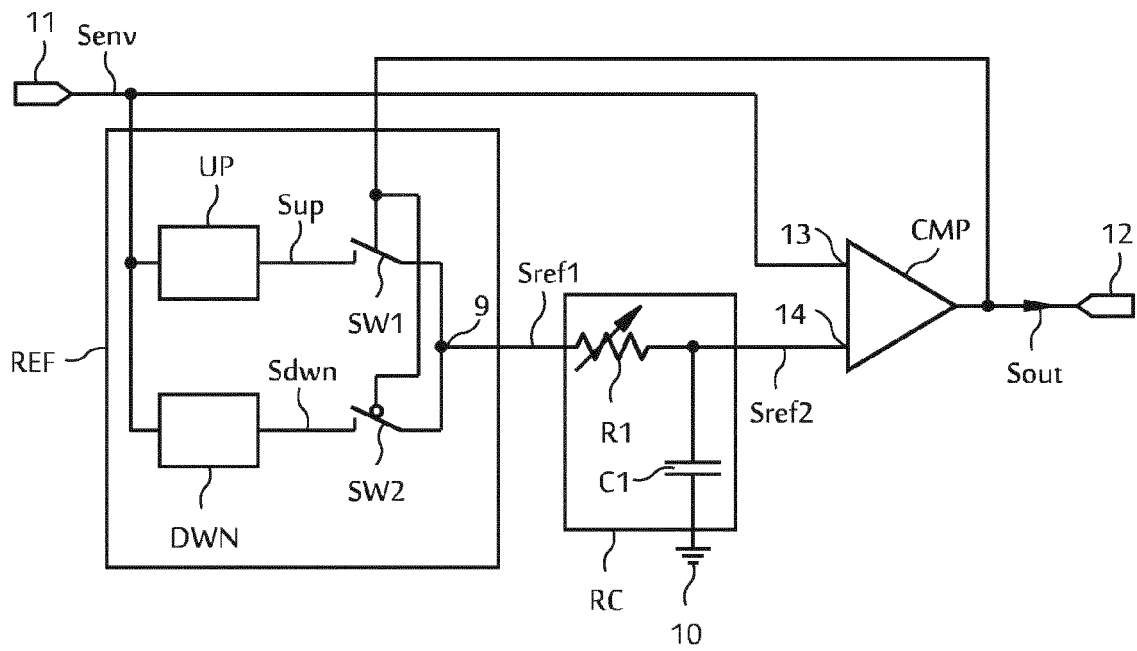 11
Senv
UP
Sup
SW1
REF
9
Sref1
13
CMP
12
14
Sout
Sdwn
SW2
DWN
R1
Sref2
C1
RC
10